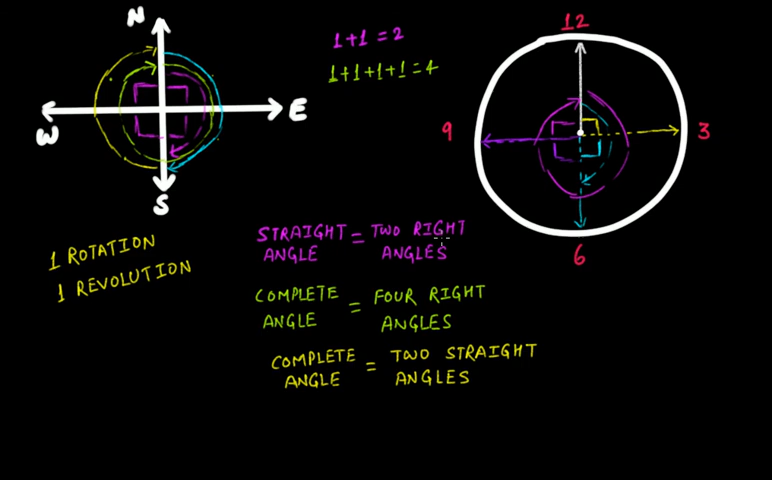 N
W
E
S
1+1=2
1+1+1+1=4
12
9
3
6
1 ROTATION
1 REVOLUTION
STRAIGHT = TWO RIGHT
ANGLE ANGLES
COMPLETE = FOUR RIGHT
ANGLE ANGLES
COMPLETE = TWO STRAIGHT
ANGLE ANGLES